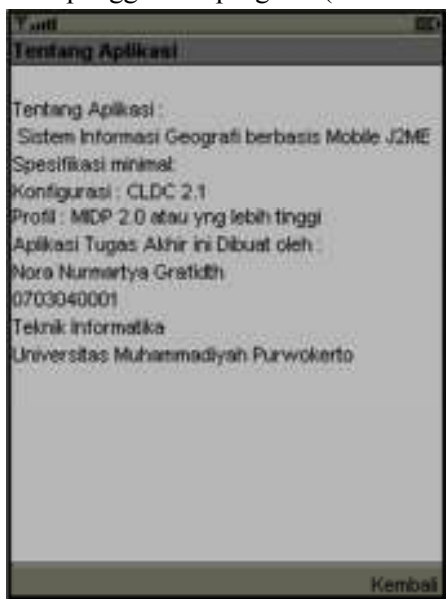 Tentang Aplikasi
Tentang Aplikasi :
Sistem Informasi Geografi berbasis Mobile J2ME
Spesifikasi minimal:
Konfigurasi : CLDC 2.1
Profil : MIDP 2.0 atau yng lebih tinggi
Aplikasi Tugas Akhir ini Dibuat oleh :
Nora Nurmartya Gratidth
0703040001
Teknik Informatika
Universitas Muhammadiyah Purwokerto
Kembali